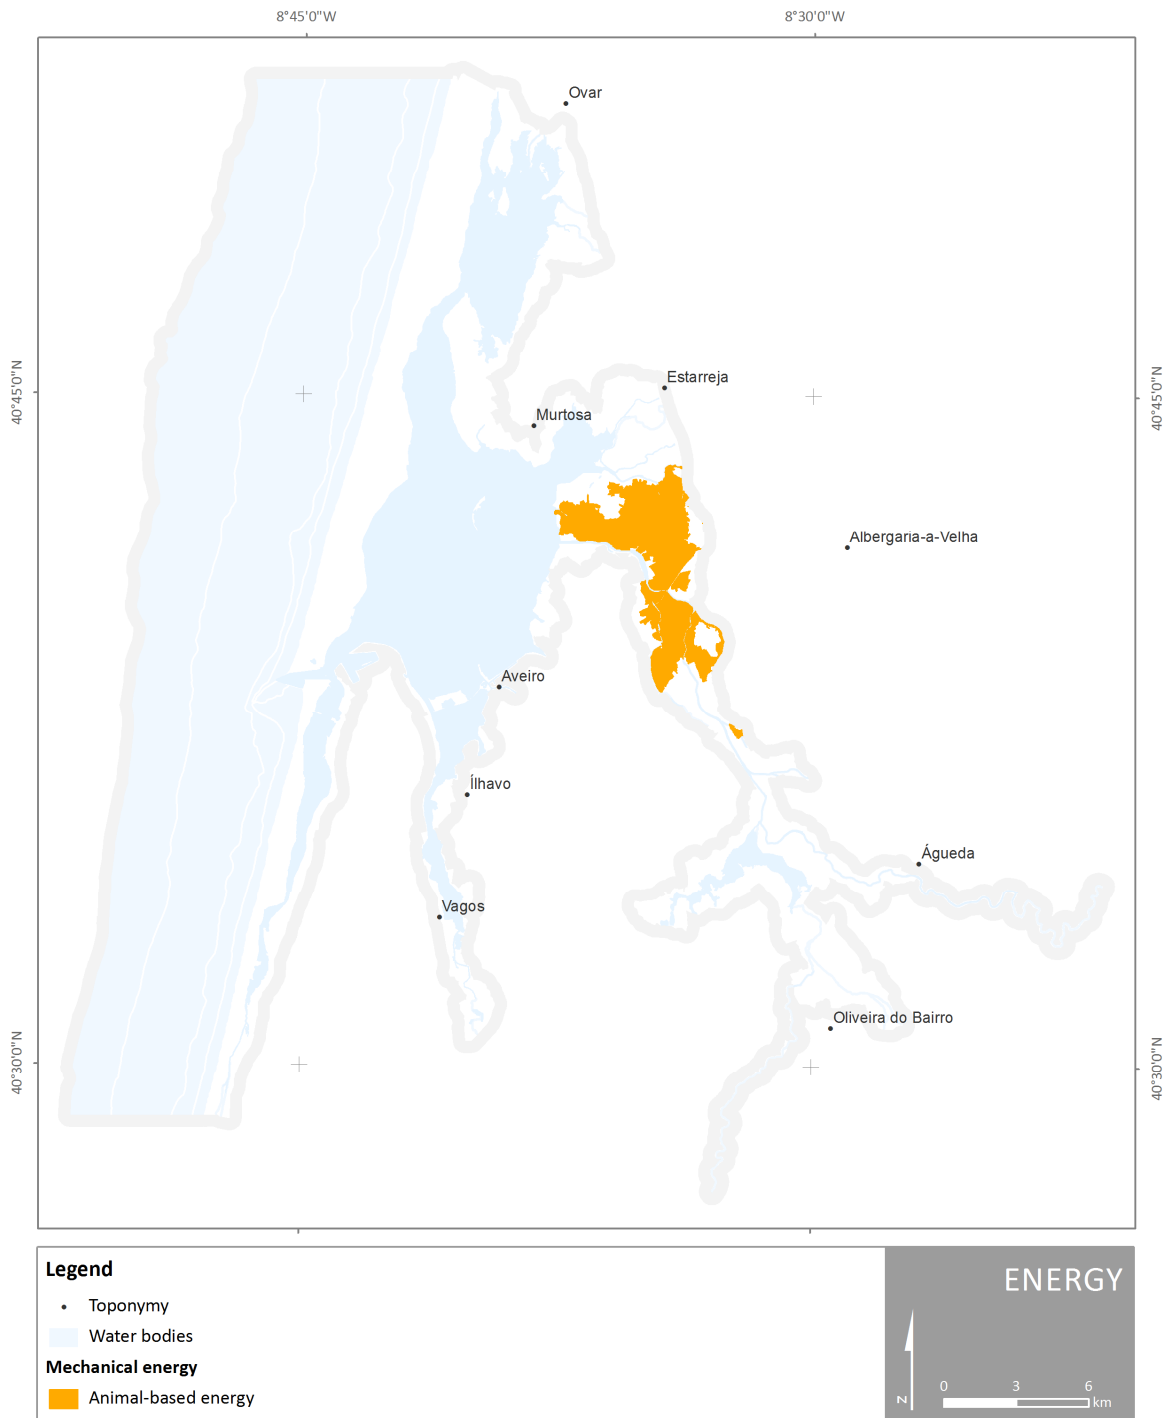 8°45'0"W
8°30'0"W
Ovar
40°45'0"N
40°45'0"N
Estarreja
Murtosa
Albergaria-a-Velha
Aveiro
Ílhavo
Águeda
Vagos
Oliveira do Bairro
40°30'0"N
40°30'0"N
Legend
Toponymy
Water bodies
Mechanical energy
Animal-based energy
ENERGY
N
0 3 6
km